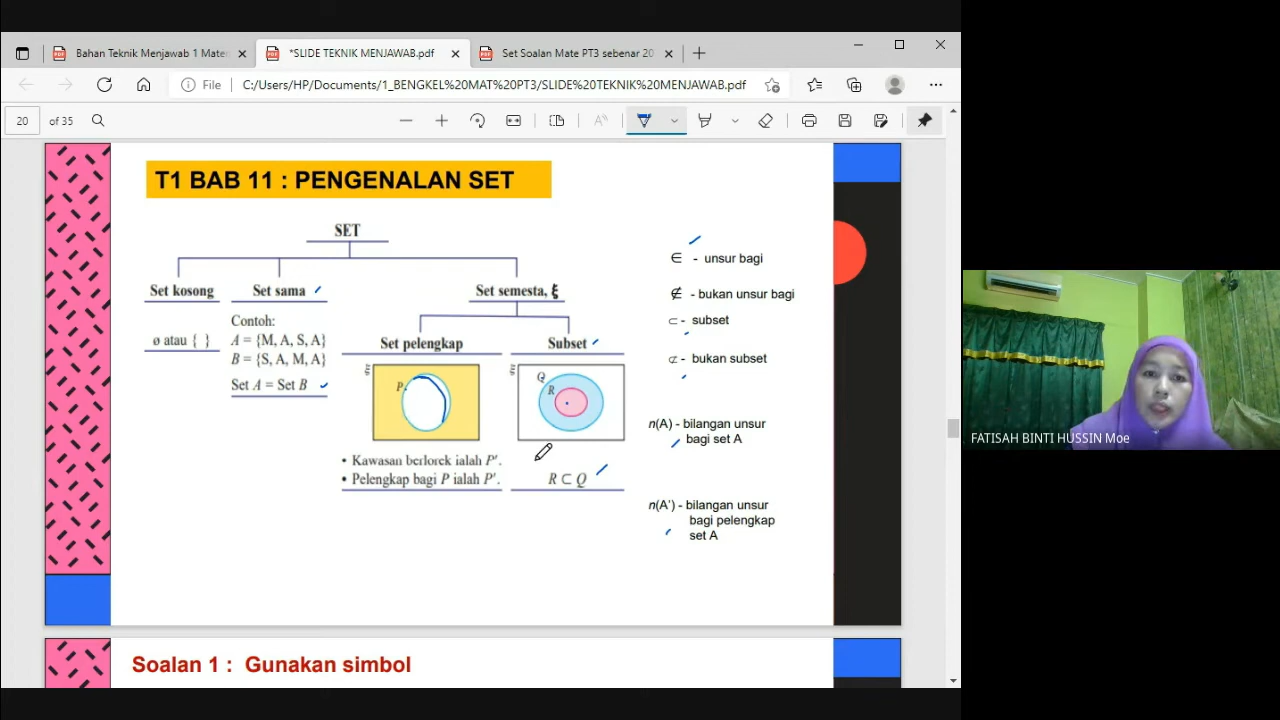 Bahan Teknik Menjawab 1 Mate
*SLIDE TEKNIK MENJAWAB.pdf
Set Soalan Mate PT3 sebenar 20
File
C:/Users/HP/Documents/1_BENGKEL%20MAT%20PT3/SLIDE%20TEKNIK%20MENJAWAB.pdf
20 of 35
T1 BAB 11 : PENGENALAN SET
SET
Set kosong
ø atau { }
Set sama
Contoh:
A = {M, A, S, A}
B = {S, A, M, A}
Set A = Set B
Set semesta, ξ
Set pelengkap
ξ
P
• Kawasan berlorek ialah P'.
• Pelengkap bagi P ialah P'.
Subset
ξ
Q
R
R ⊂ Q
∈ - unsur bagi
∉ - bukan unsur bagi
⊂ - subset
⊄ - bukan subset
n(A) - bilangan unsur
bagi set A
n(A') - bilangan unsur
bagi pelengkap
set A
Soalan 1 : Gunakan simbol
FATISAH BINTI HUSSIN Moe